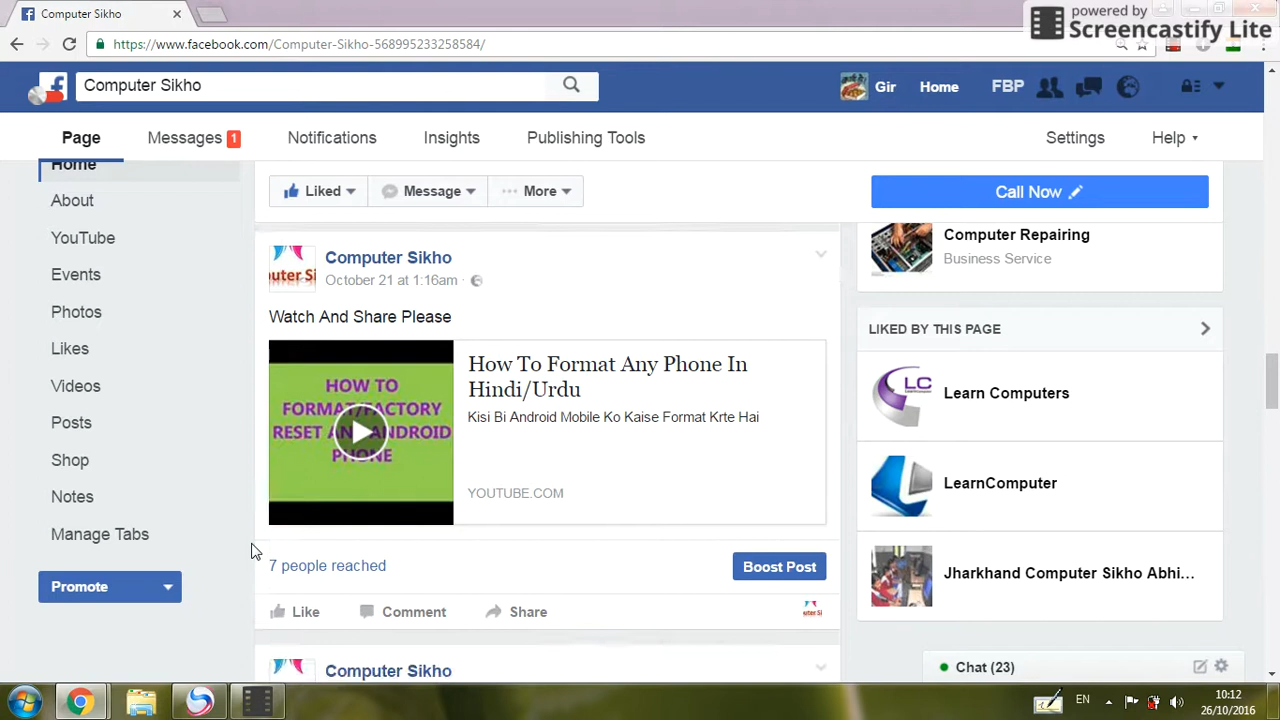 Computer Sikho
powered by
Screencastify Lite
https://www.facebook.com/Computer-Sikho-568995233258584/
Computer Sikho
Gir
Home
FBP
Page
Messages 1
Notifications
Insights
Publishing Tools
Settings
Help
Home
About
YouTube
Events
Photos
Likes
Videos
Posts
Shop
Notes
Manage Tabs
Promote
Liked
Message
More
Call Now
Computer Sikho
October 21 at 1:16am
Watch And Share Please
HOW TO
FORMAT/FACTORY
RESET AN ANDROID
PHONE
How To Format Any Phone In
Hindi/Urdu
Kisi Bi Android Mobile Ko Kaise Format Krte Hai
YOUTUBE.COM
7 people reached
Boost Post
Like
Comment
Share
Computer Sikho
Computer Repairing
Business Service
LIKED BY THIS PAGE
Learn Computers
LearnComputer
Jharkhand Computer Sikho Abhi...
Chat (23)
EN
10:12
26/10/2016